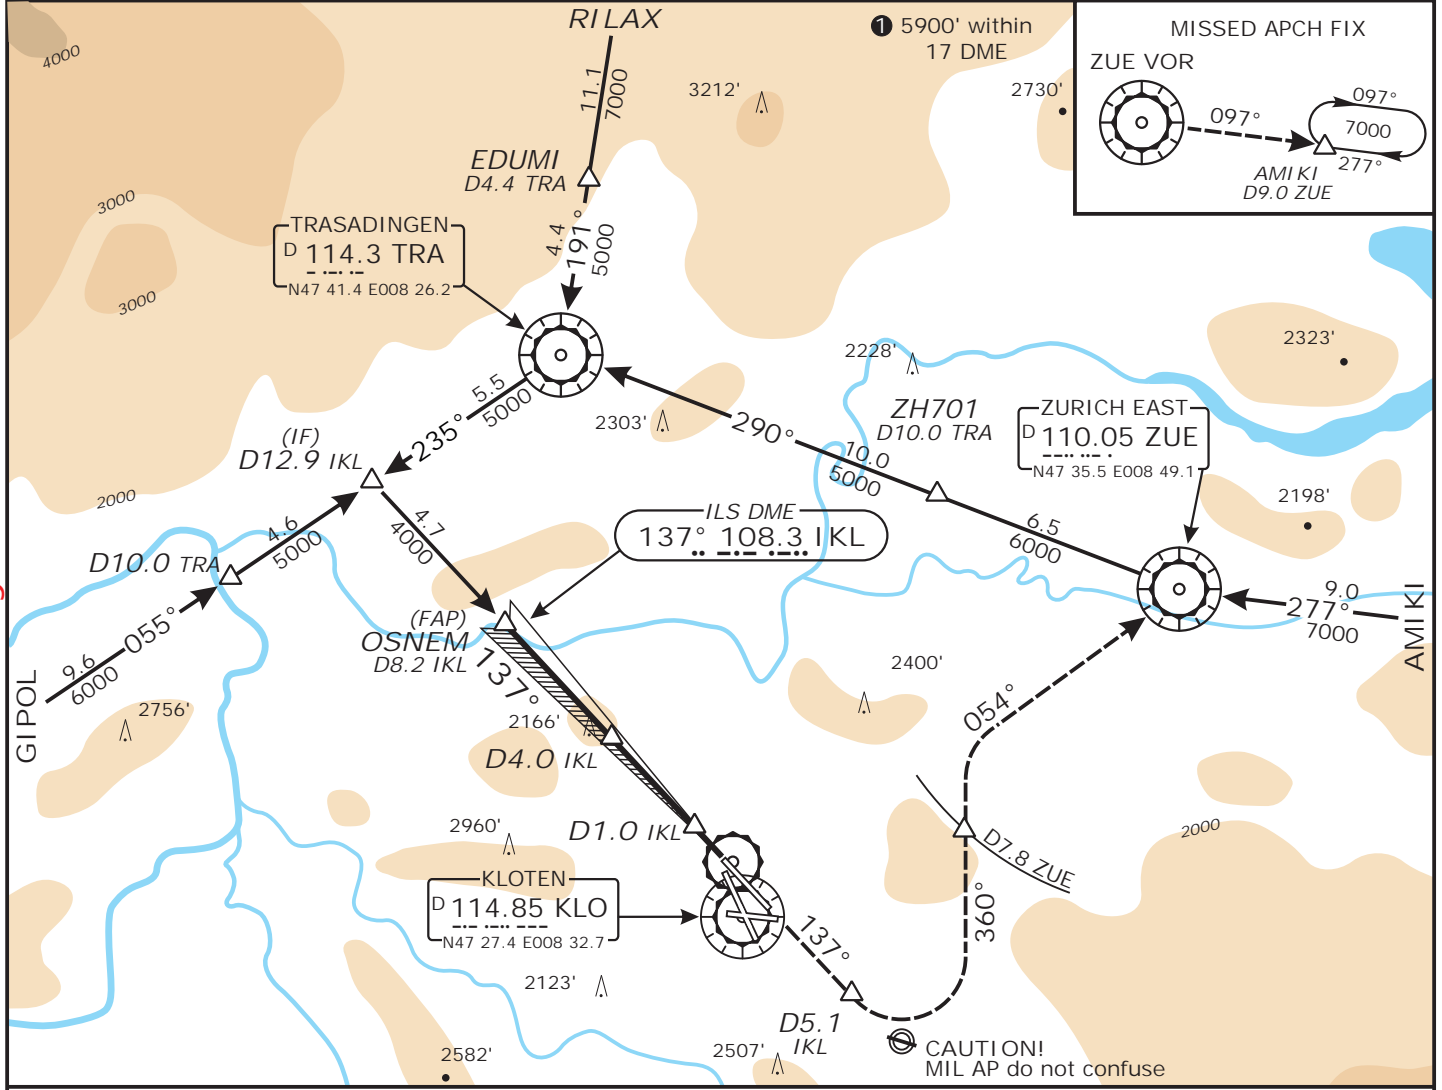 RILAX
❶ 5900' within
17 DME
MISSED APCH FIX
ZUE VOR
097°
097°
7000
277°
AMIKI
D9.0 ZUE
4000
11.1
7000
3212'
2730'
EDUMI
D4.4 TRA
3000
TRASADINGEN
D 114.3 TRA
N47 41.4 E008 26.2
4.4
191°
5000
3000
2323'
2228'
5.5
5000
235°
2303'
290°
ZH701
D10.0 TRA
10.0
5000
ZURICH EAST
D 110.05 ZUE
N47 35.5 E008 49.1
(IF)
D12.9 IKL
2000
2198'
4.7
4000
ILS DME
137° 108.3 IKL
6.5
6000
4.6
5000
D10.0 TRA
055°
9.6
6000
GIPOL
9.0
277°
7000
AMIKI
(FAP)
OSNEM
D8.2 IKL
137°
2400'
2756'
2166'
054°
D4.0 IKL
2960'
D1.0 IKL
D7.8 ZUE
2000
KLOTEN
D 114.85 KLO
N47 27.4 E008 32.7
137°
360°
2123'
D5.1
IKL
2582'
2507'
CAUTION!
MIL AP do not confuse